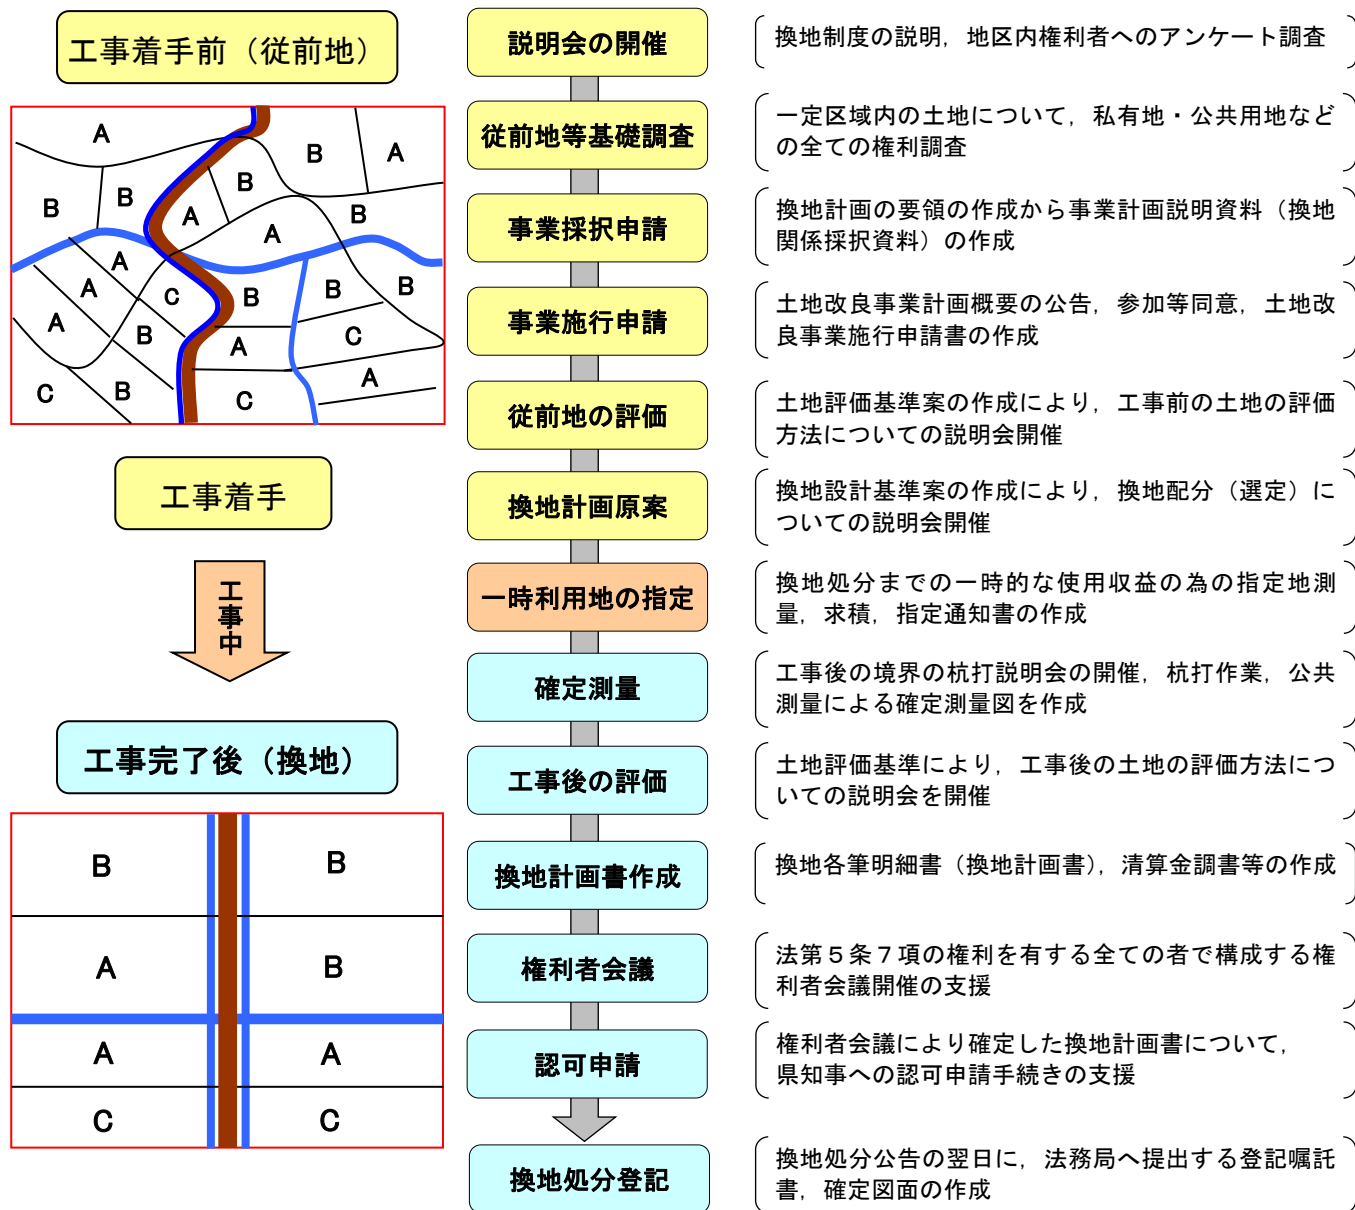 工事着手前（従前地）
A
B
A
B
B
B
A
B
A
A
A
C
B
B
B
A
B
A
C
C
B
C
A
工事着手
工事中
工事完了後（換地）
B
B
A
B
A
A
C
C
説明会の開催
換地制度の説明，地区内権利者へのアンケート調査
従前地等基礎調査
一定区域内の土地について，私有地・公共用地など
の全ての権利調査
事業採択申請
換地計画の要領の作成から事業計画説明資料（換地
関係採択資料）の作成
事業施行申請
土地改良事業計画概要の公告，参加等同意，土地改
良事業施行申請書の作成
従前地の評価
土地評価基準案の作成により，工事前の土地の評価
方法についての説明会開催
換地計画原案
換地設計基準案の作成により，換地配分（選定）に
ついての説明会開催
一時利用地の指定
換地処分までの一時的な使用収益の為の指定地測
量，求積，指定通知書の作成
確定測量
工事後の境界の杭打説明会の開催，杭打作業，公共
測量による確定測量図を作成
工事後の評価
土地評価基準により，工事後の土地の評価方法につ
いての説明会を開催
換地計画書作成
換地各筆明細書（換地計画書），清算金調書等の作成
権利者会議
法第５条７項の権利を有する全ての者で構成する権
利者会議開催の支援
認可申請
権利者会議により確定した換地計画書について，
県知事への認可申請手続きの支援
換地処分登記
換地処分公告の翌日に，法務局へ提出する登記嘱託
書，確定図面の作成